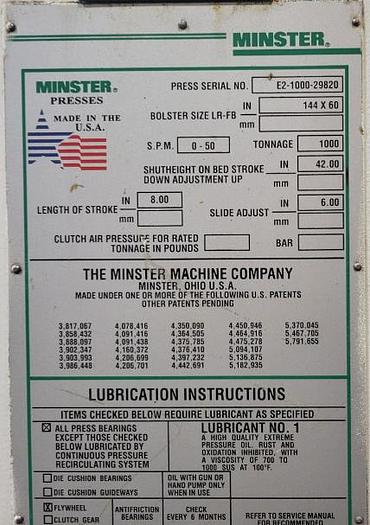 MINSTER®
MINSTER®
PRESSES
MADE IN THE
U.S.A.
PRESS SERIAL NO. E2-1000-29820
BOLSTER SIZE LR-FB IN 144 X 60
mm
S.P.M. 0-50 TONNAGE 1000
SHUTHEIGHT ON BED STROKE
DOWN ADJUSTMENT UP
IN 42.00
mm
LENGTH OF STROKE IN 8.00
mm
SLIDE ADJUST IN 6.00
mm
CLUTCH AIR PRESSURE FOR RATED
TONNAGE IN POUNDS
BAR
THE MINSTER MACHINE COMPANY
MINSTER, OHIO U.S.A.
MADE UNDER ONE OR MORE OF THE FOLLOWING U.S. PATENTS
OTHER PATENTS PENDING
3,817,067 4,078,416 4,350,090 4,450,946 5,370,045
3,858,432 4,091,416 4,364,505 4,464,916 5,467,705
3,888,097 4,091,438 4,375,785 4,475,278 5,791,655
3,902,347 4,160,372 4,376,410 5,094,107
3,903,993 4,206,699 4,397,232 5,136,875
3,986,448 4,206,701 4,442,691 5,182,935
LUBRICATION INSTRUCTIONS
ITEMS CHECKED BELOW REQUIRE LUBRICANT AS SPECIFIED
ALL PRESS BEARINGS
EXCEPT THOSE CHECKED
BELOW LUBRICATED BY
CONTINUOUS PRESSURE
RECIRCULATING SYSTEM
LUBRICANT NO. 1
A HIGH QUALITY EXTREME
PRESSURE OIL. RUST AND
OXIDATION INHIBITED, WITH
A VISCOSITY OF 700 TO
1000 SUS AT 100°F.
DIE CUSHION BEARINGS
DIE CUSHION GUIDEWAYS
OIL WITH GUN OR
HAND PUMP ONLY
WHEN IN USE
FLYWHEEL
CLUTCH GEAR
ANTIFRICTION
BEARINGS
CHECK
EVERY 6 MONTHS
REFER TO SERVICE MANUAL
FOR RECOMMENDED